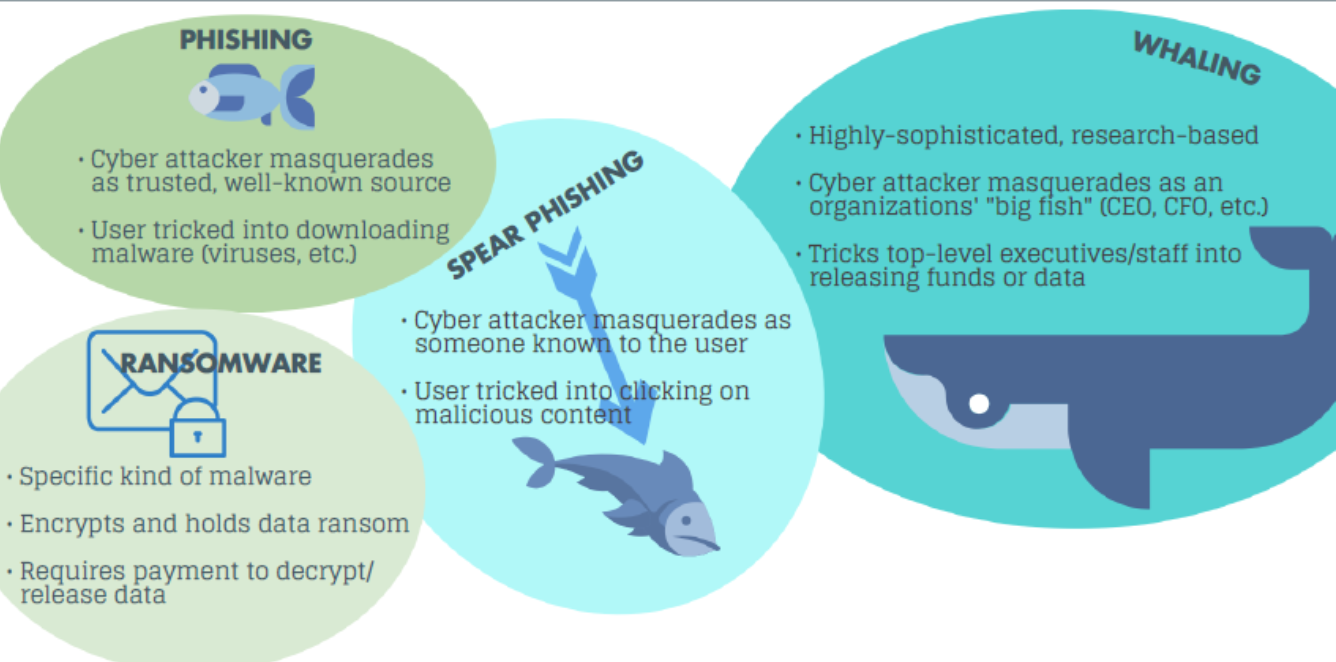 PHISHING
· Cyber attacker masquerades
as trusted, well-known source
· User tricked into downloading
malware (viruses, etc.)
RANSOMWARE
· Specific kind of malware
· Encrypts and holds data ransom
· Requires payment to decrypt/
release data
SPEAR PHISHING
· Cyber attacker masquerades as
someone known to the user
· User tricked into clicking on
malicious content
WHALING
· Highly-sophisticated, research-based
· Cyber attacker masquerades as an
organizations' "big fish" (CEO, CFO, etc.)
· Tricks top-level executives/staff into
releasing funds or data